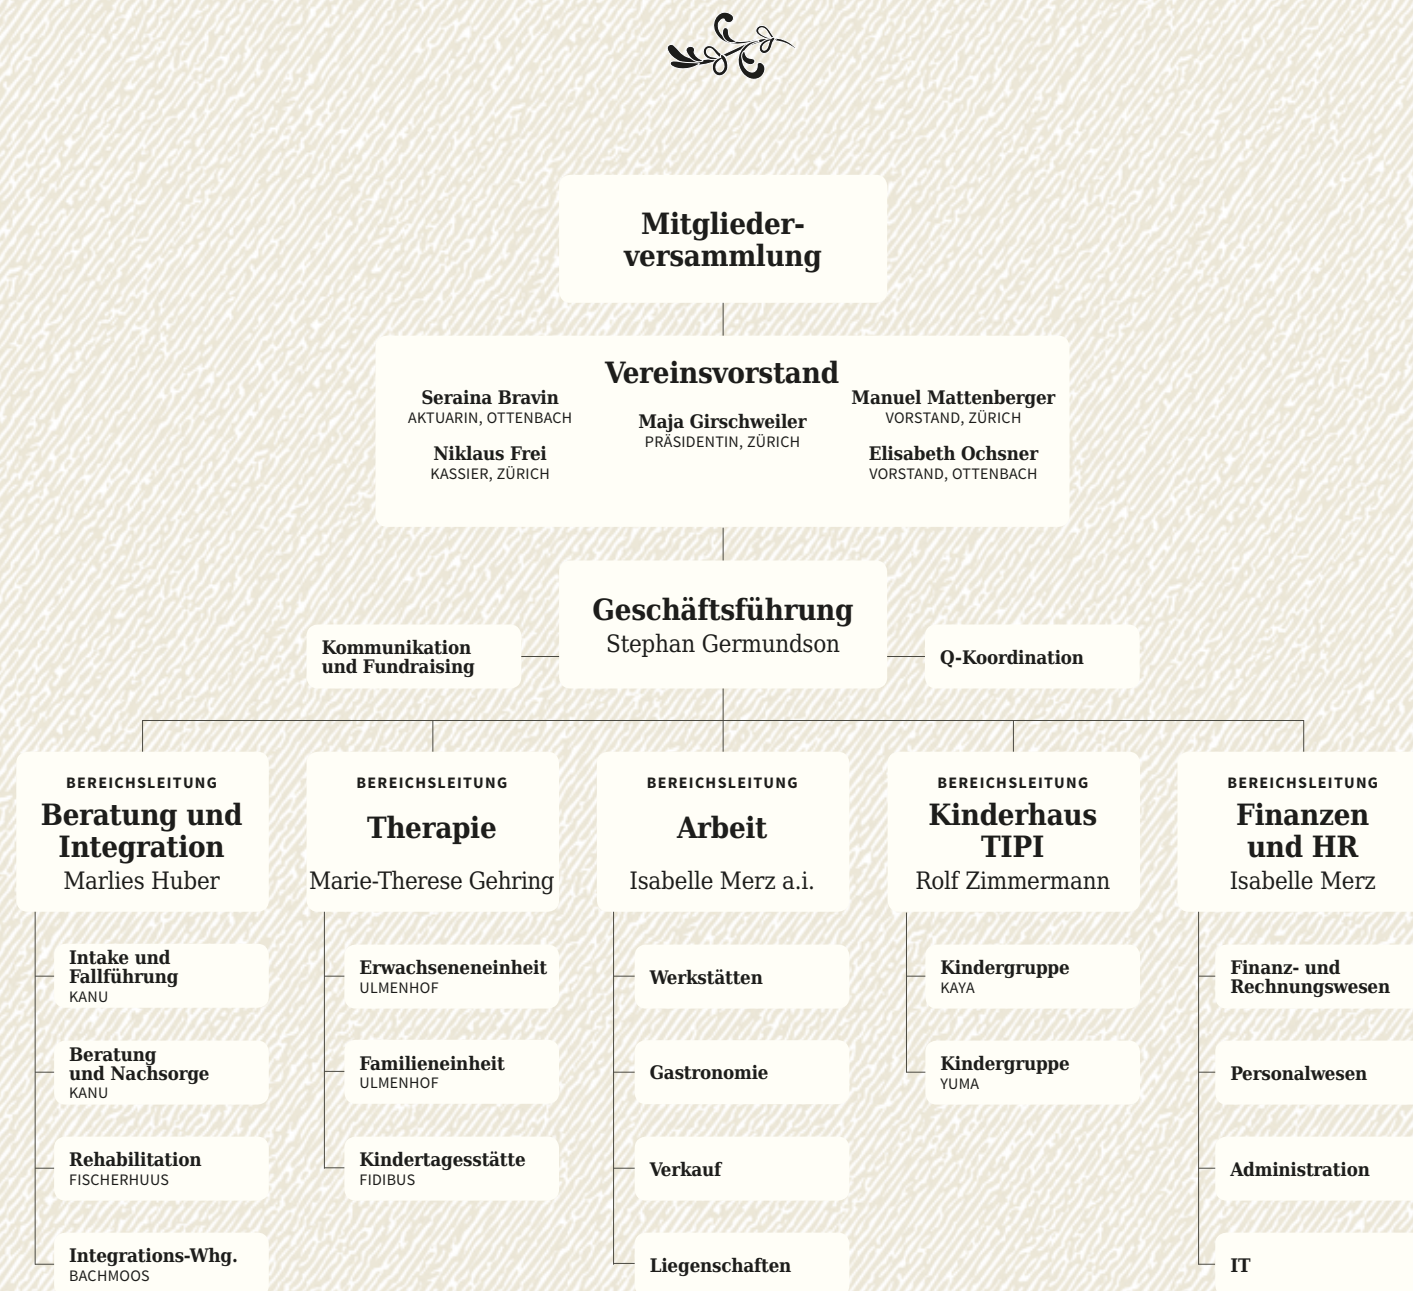 Mitglieder-
versammlung
Vereinsvorstand
Seraina Bravin
AKTUARIN, OTTENBACH
Niklaus Frei
KASSIER, ZÜRICH
Maja Girschweiler
PRÄSIDENTIN, ZÜRICH
Manuel Mattenberger
VORSTAND, ZÜRICH
Elisabeth Ochsner
VORSTAND, OTTENBACH
Geschäftsführung
Stephan Germundson
Kommunikation
und Fundraising
Q-Koordination
BEREICHSLEITUNG
Beratung und
Integration
Marlies Huber
Intake und
Fallführung
KANU
Beratung
und Nachsorge
KANU
Rehabilitation
FISCHERHUUS
Integrations-Whg.
BACHMOOS
BEREICHSLEITUNG
Therapie
Marie-Therese Gehring
Erwachseneneinheit
ULMENHOF
Familieneinheit
ULMENHOF
Kindertagesstätte
FIDIBUS
BEREICHSLEITUNG
Arbeit
Isabelle Merz a.i.
Werkstätten
Gastronomie
Verkauf
Liegenschaften
BEREICHSLEITUNG
Kinderhaus
TIPI
Rolf Zimmermann
Kindergruppe
KAYA
Kindergruppe
YUMA
BEREICHSLEITUNG
Finanzen
und HR
Isabelle Merz
Finanz- und
Rechnungswesen
Personalwesen
Administration
IT